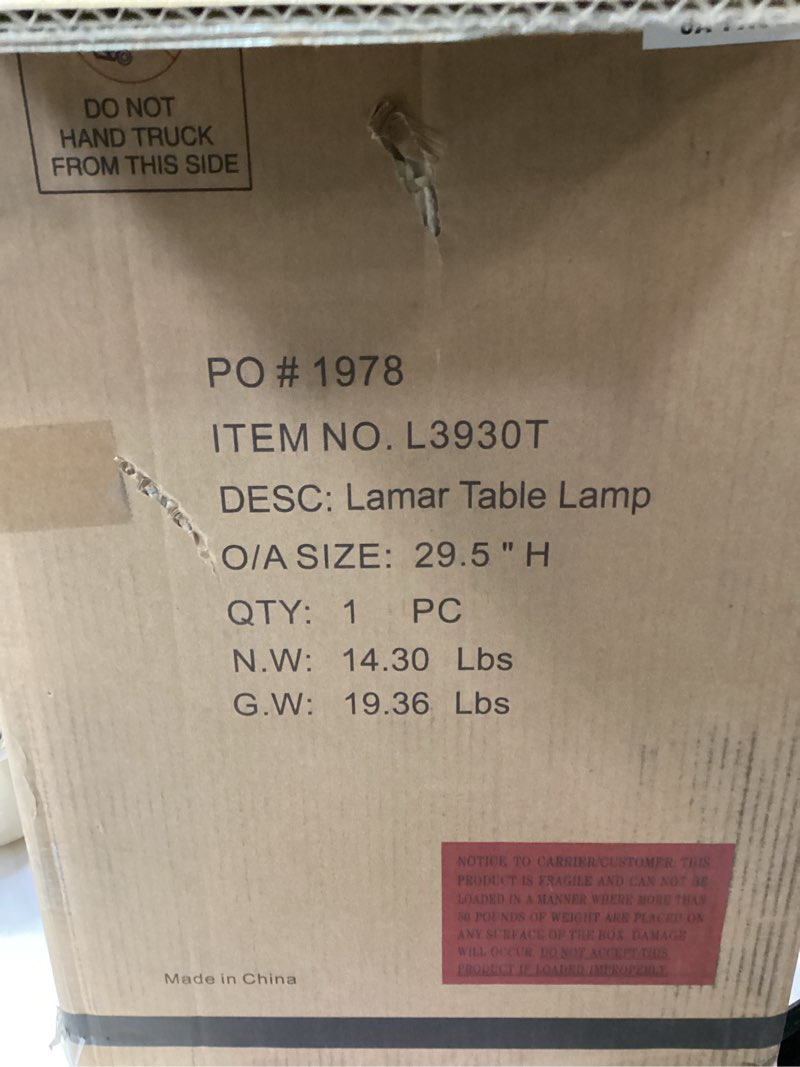 DO NOT
HAND TRUCK
FROM THIS SIDE
PO # 1978
ITEM NO. L3930T
DESC: Lamar Table Lamp
O/A SIZE: 29.5 " H
QTY: 1 PC
N.W: 14.30 Lbs
G.W: 19.36 Lbs
NOTICE TO CARRIER/CUSTOMER: THIS
PRODUCT IS FRAGILE AND CAN NOT BE
LOADED IN A MANNER WHERE MORE THAN
50 POUNDS OF WEIGHT ARE PLACED ON
ANY SURFACE OF THE BOX. DAMAGE
WILL OCCUR. DO NOT ACCEPT THIS
PRODUCT IF LOADED IMPROPERLY.
Made in China